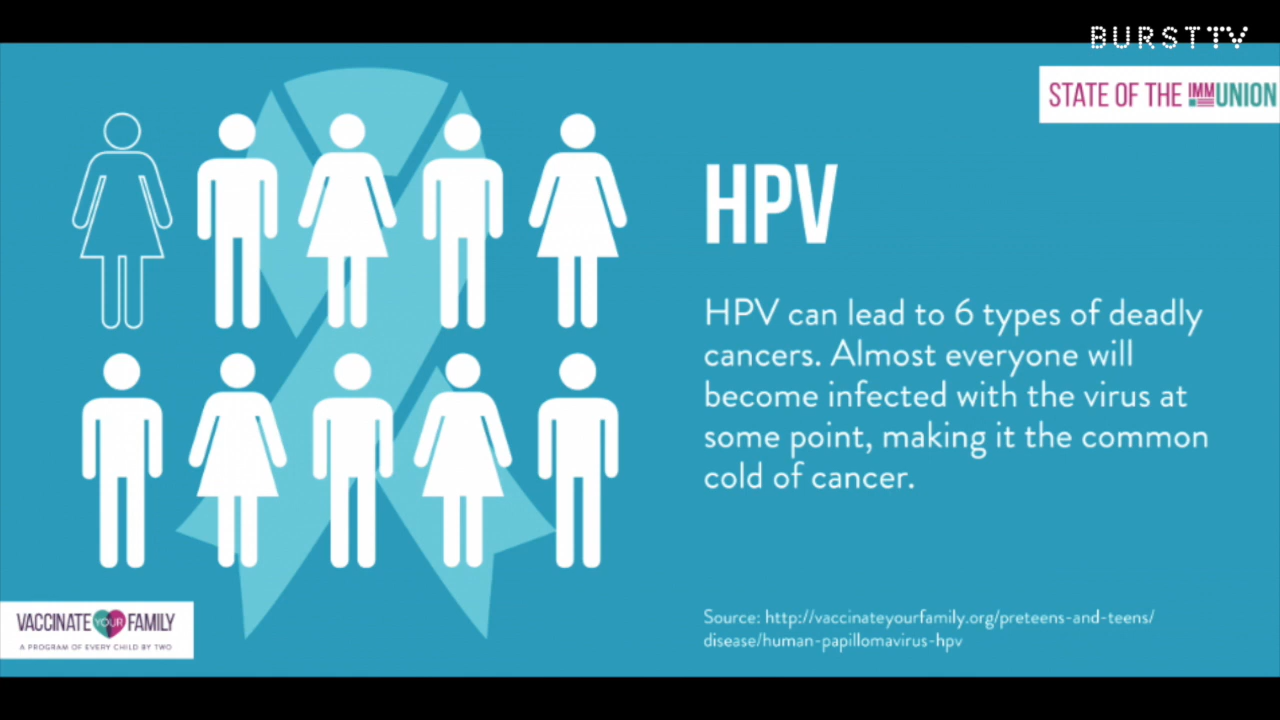 BURSTTV
STATE OF THE IMMUNION
HPV
HPV can lead to 6 types of deadly
cancers. Almost everyone will
become infected with the virus at
some point, making it the common
cold of cancer.
Source: http://vaccinateyourfamily.org/preteens-and-teens/
disease/human-papillomavirus-hpv
VACCINATE YOUR FAMILY
A PROGRAM OF EVERY CHILD BY TWO